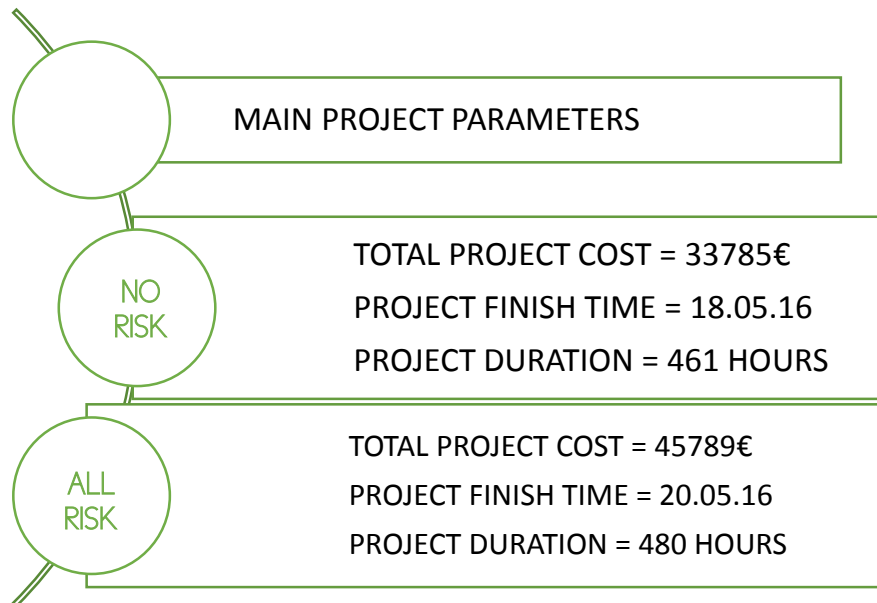 MAIN PROJECT PARAMETERS
NO
RISK
TOTAL PROJECT COST = 33785€
PROJECT FINISH TIME = 18.05.16
PROJECT DURATION = 461 HOURS
ALL
RISK
TOTAL PROJECT COST = 45789€
PROJECT FINISH TIME = 20.05.16
PROJECT DURATION = 480 HOURS